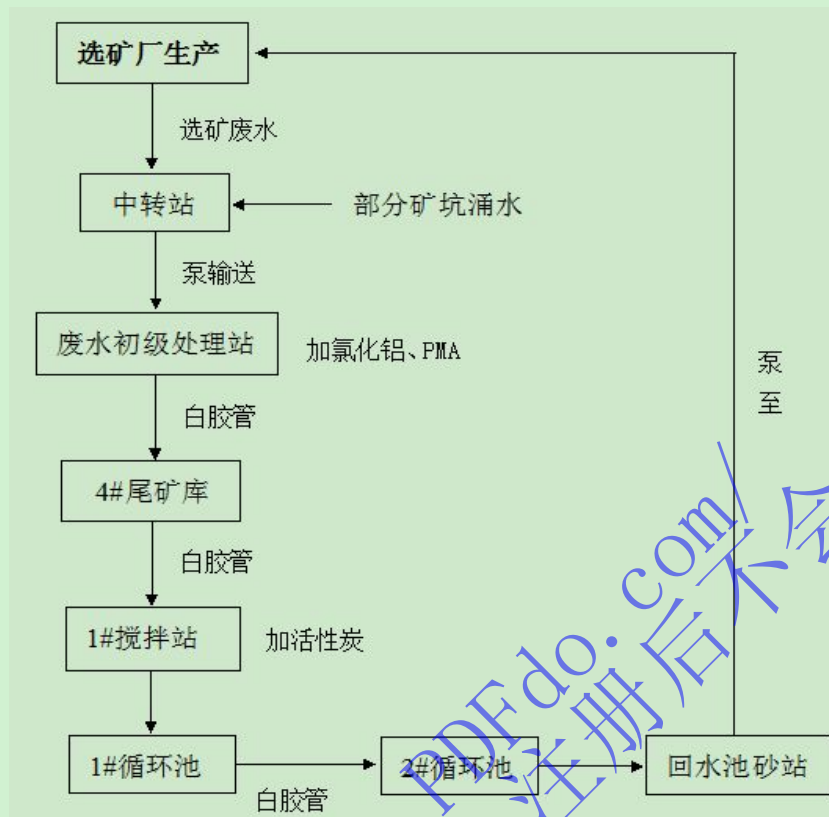 选矿厂生产
选矿废水
中转站
部分矿坑涌水
泵输送
废水初级处理站
加氯化铝、PMA
白胶管
泵
至
4#尾矿库
白胶管
1#搅拌站
加活性炭
1#循环池
白胶管
2#循环池
回水池砂站
PDFdo.com/
注册后不会